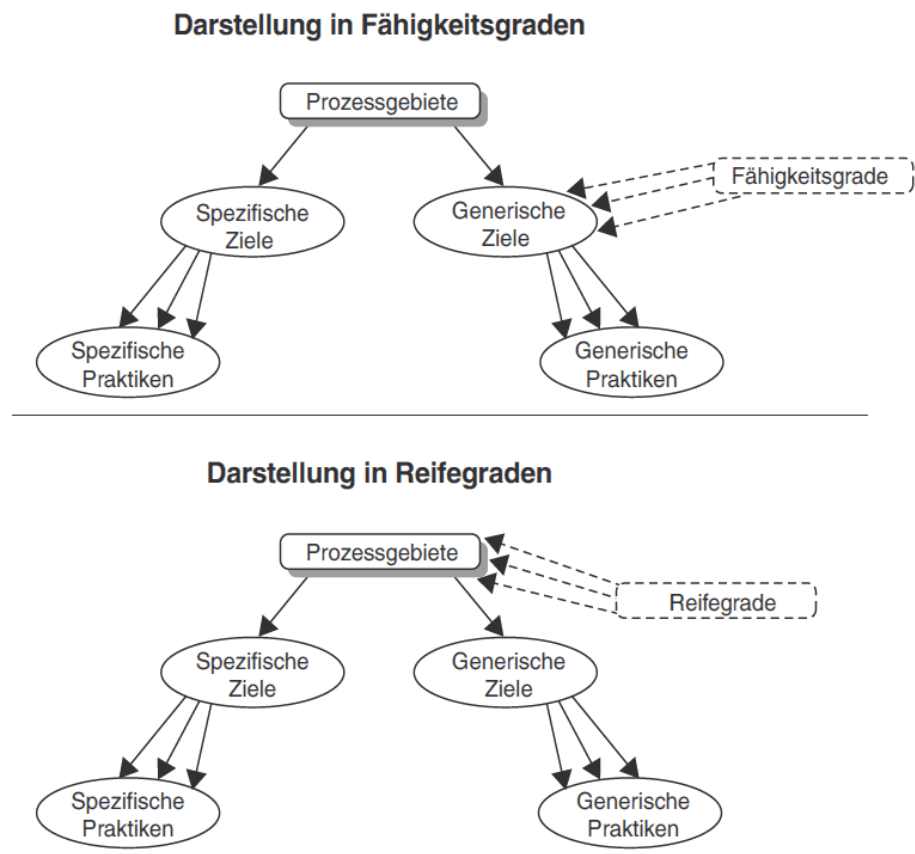 Darstellung in Fähigkeitsgraden
Prozessgebiete
Fähigkeitsgrade
Spezifische
Ziele
Generische
Ziele
Spezifische
Praktiken
Generische
Praktiken
Darstellung in Reifegraden
Prozessgebiete
Reifegrade
Spezifische
Ziele
Generische
Ziele
Spezifische
Praktiken
Generische
Praktiken